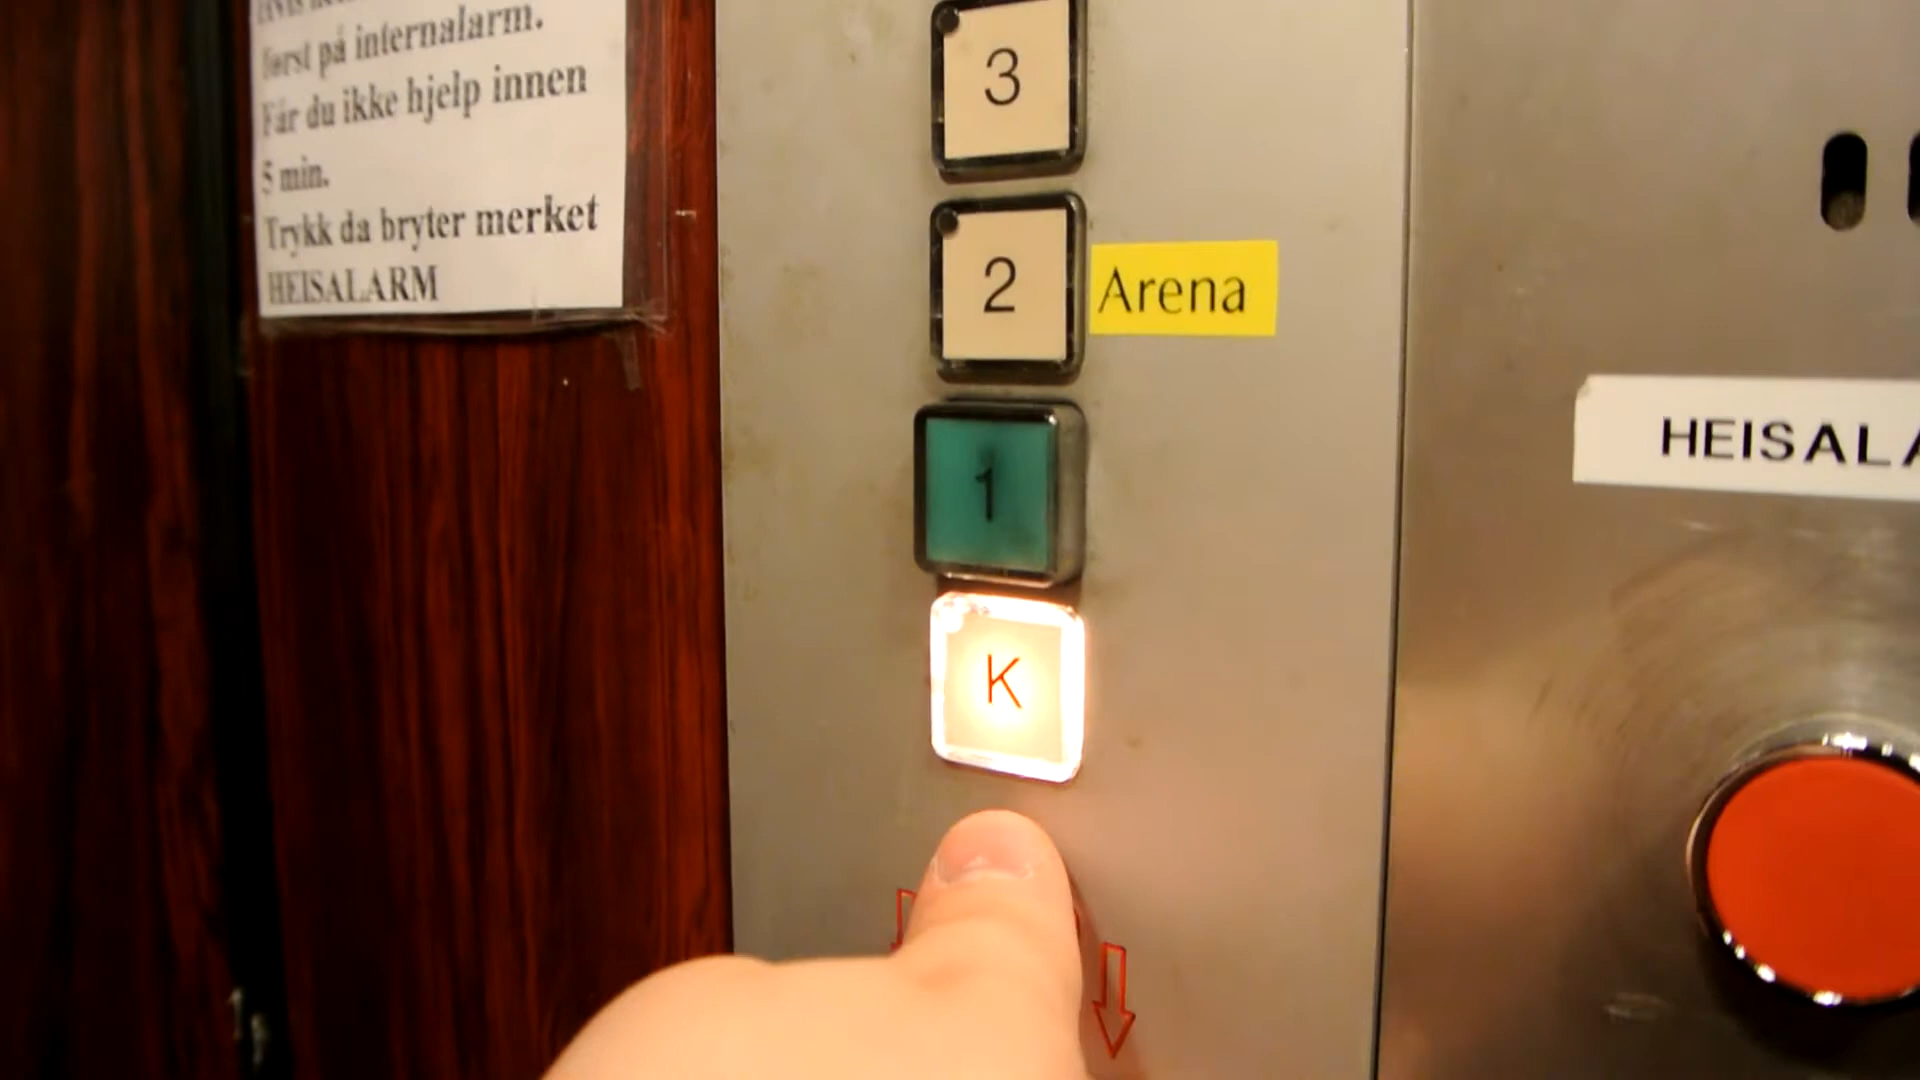 først på internalarm.
Får du ikke hjelp innen
5 min.
Trykk da bryter merket
HEISALARM
3
2
Arena
1
K
HEISALA